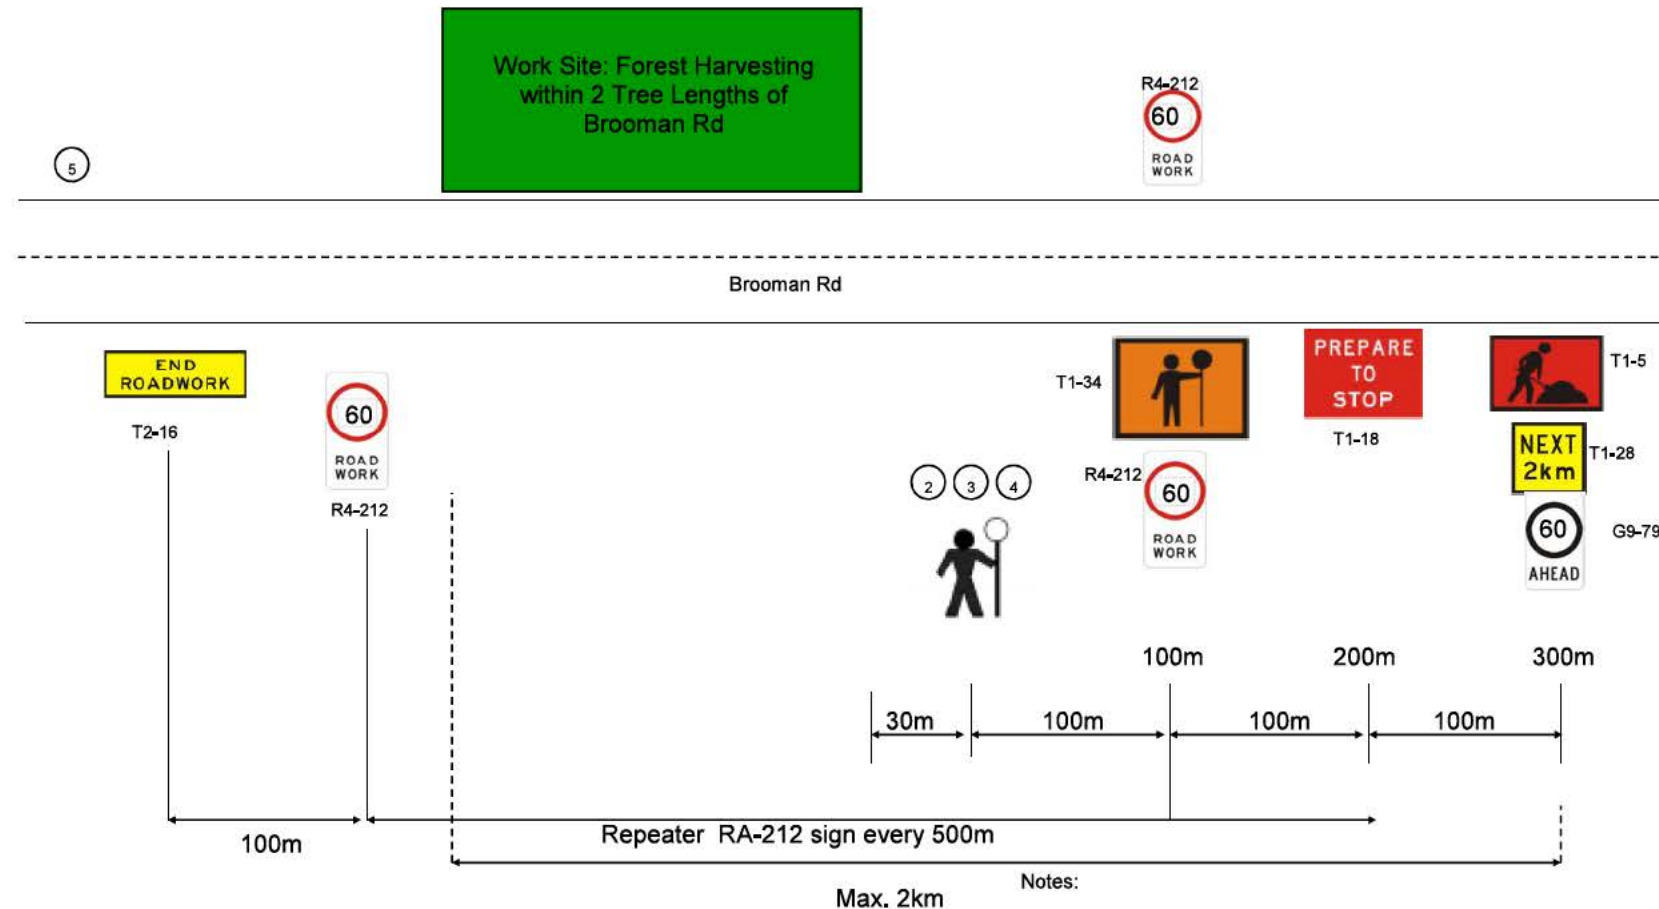 Work Site: Forest Harvesting
within 2 Tree Lengths of
Brooman Rd
R4-212
60
ROAD
WORK
5
Brooman Rd
END
ROADWORK
T2-16
60
ROAD
WORK
R4-212
2 3 4
T1-34
R4-212
60
ROAD
WORK
PREPARE
TO
STOP
T1-18
T1-5
NEXT
2km
T1-28
60
AHEAD
G9-79
100m 200m 300m
30m 100m 100m 100m
100m
Repeater RA-212 sign every 500m
Notes:
Max. 2km